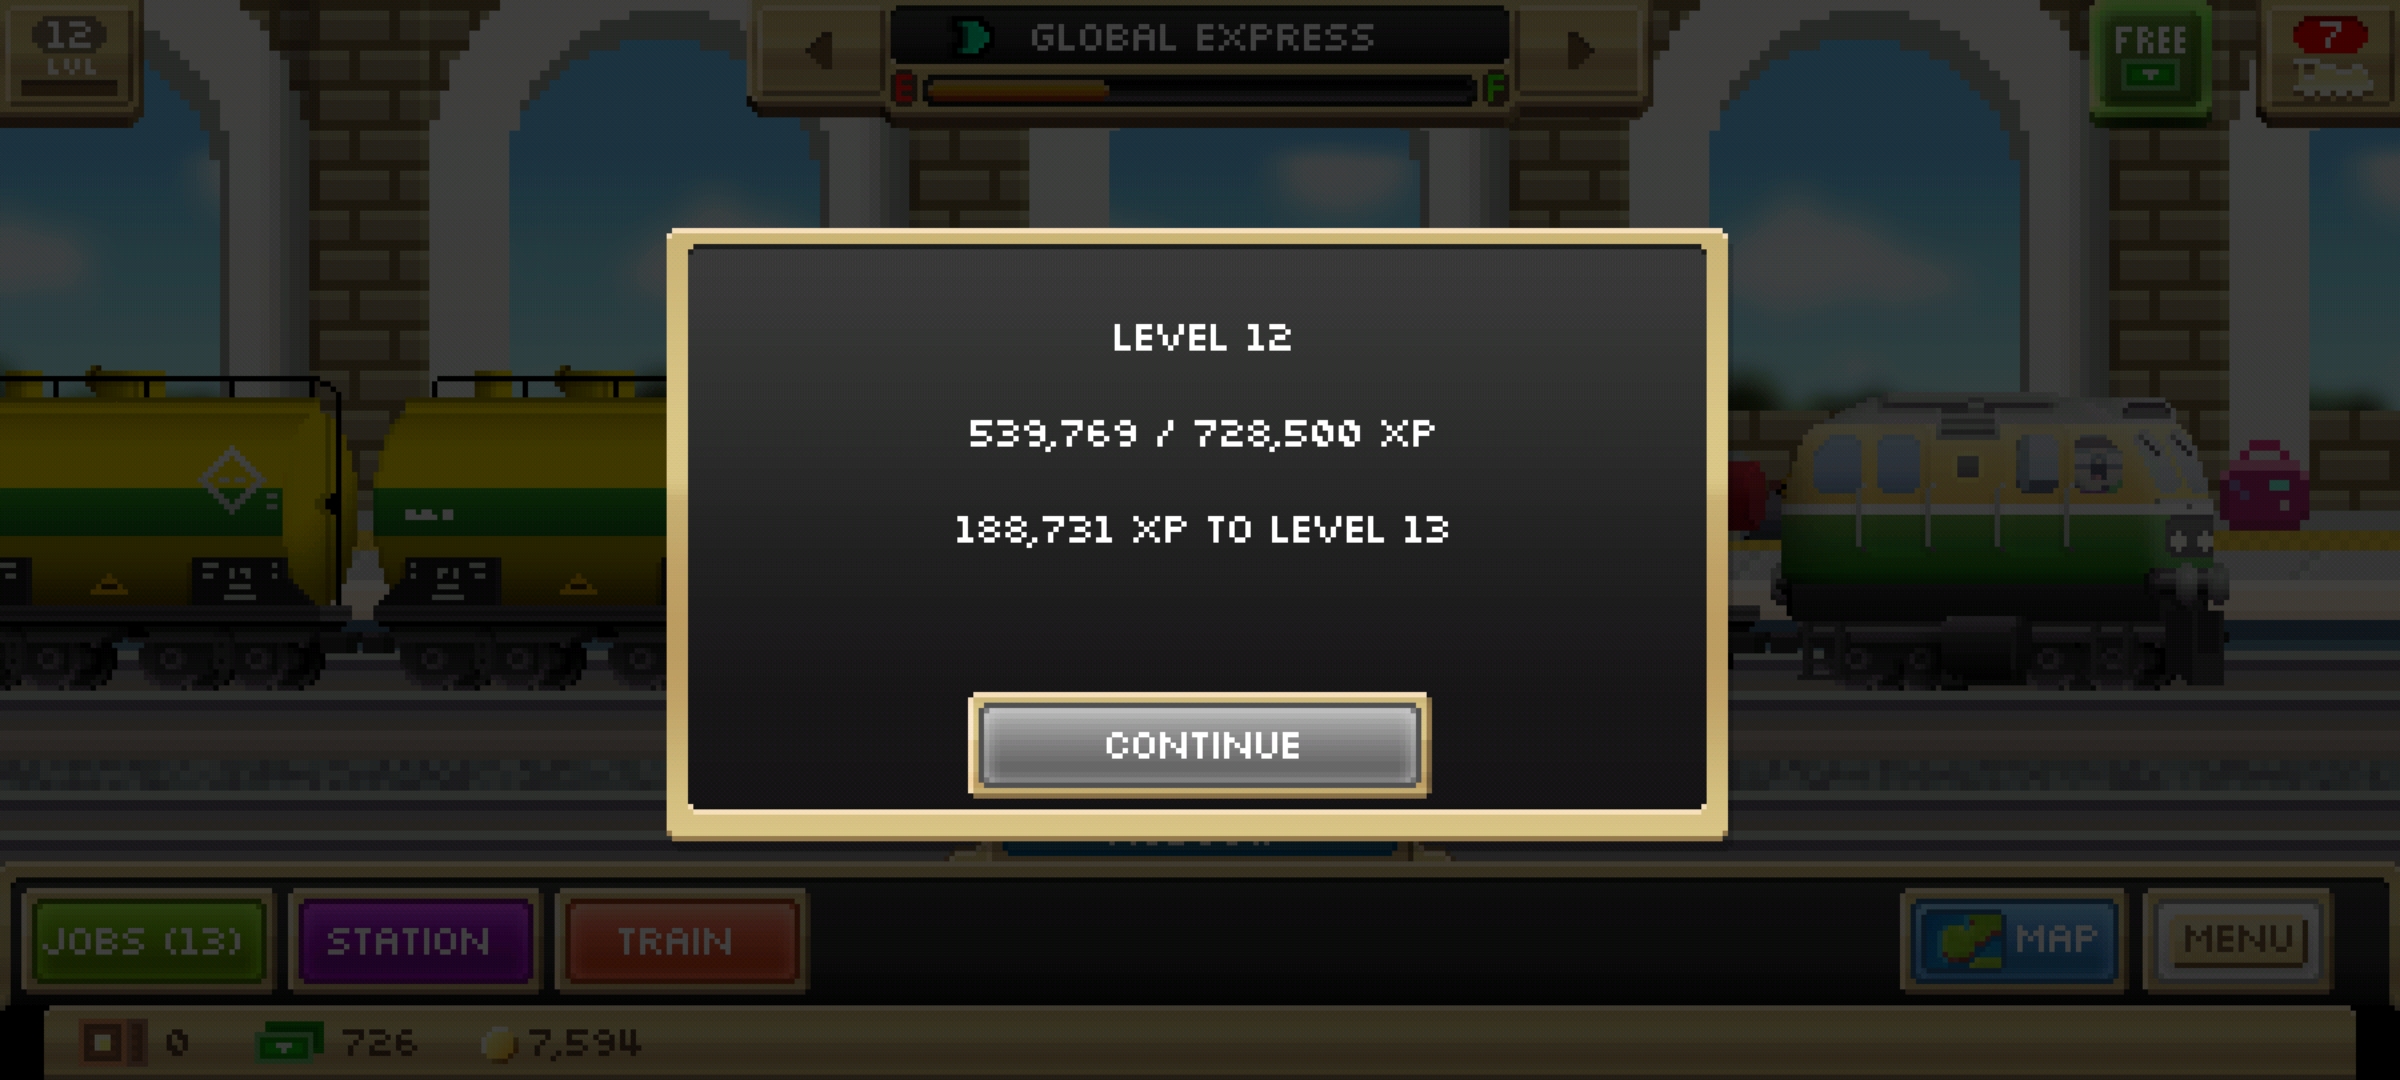 12
LVL
GLOBAL EXPRESS
E F
FREE
7
LEVEL 12
539,769 / 728,500 XP
188,731 XP TO LEVEL 13
CONTINUE
JOBS (13)
STATION
TRAIN
MAP
MENU
0
726
7,594